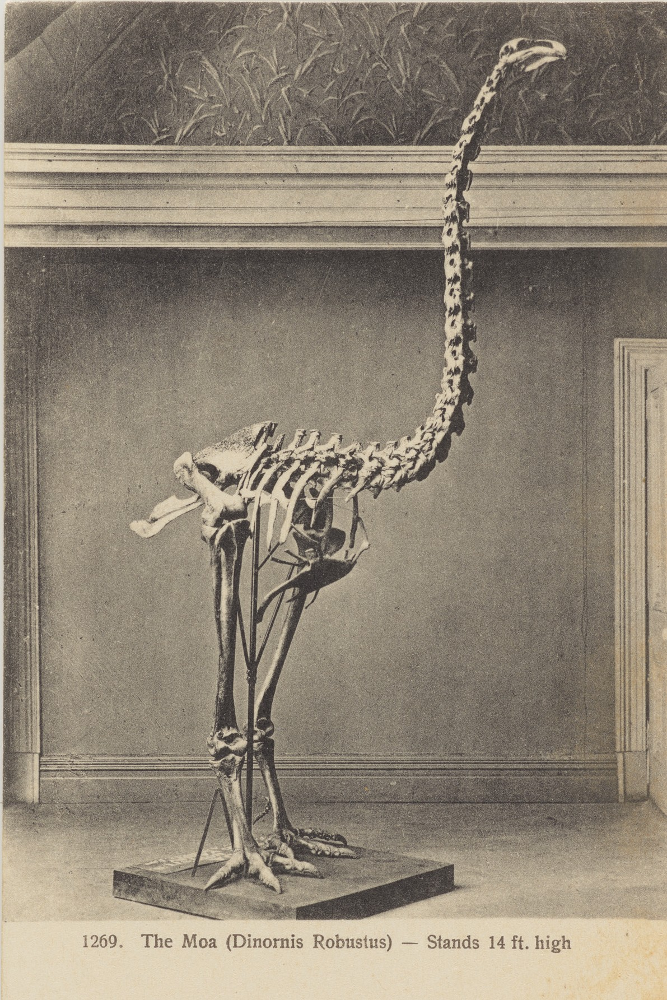 1269. The Moa (Dinornis Robustus) — Stands 14 ft. high